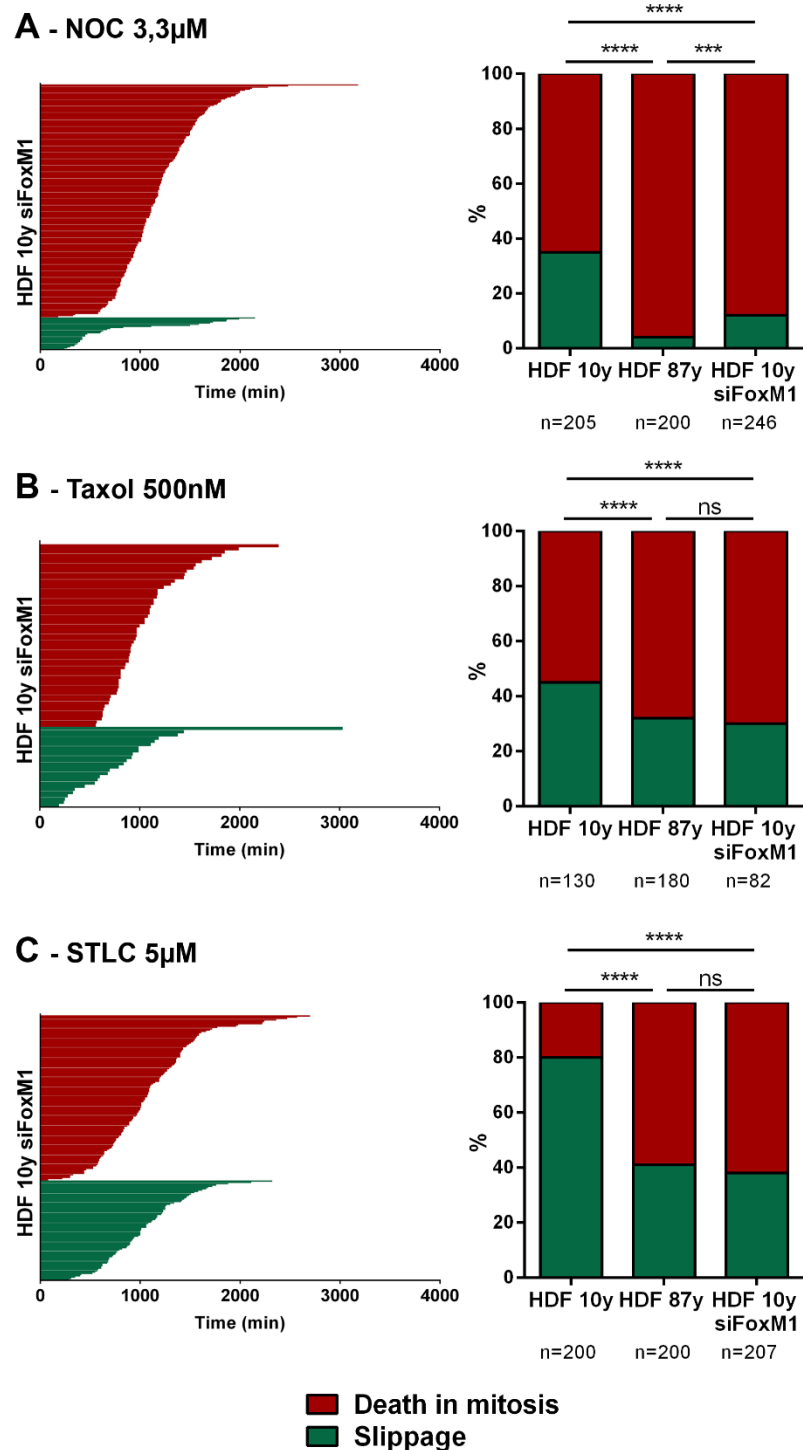 A - NOC 3,3µM
HDF 10y siFoxM1
0 1000 2000 3000 4000
Time (min)
****
**** ***
100
80
60
40
20
0
%
HDF 10y HDF 87y HDF 10y
siFoxM1
n=205 n=200 n=246
B - Taxol 500nM
HDF 10y siFoxM1
0 1000 2000 3000 4000
Time (min)
****
**** ns
100
80
60
40
20
0
%
HDF 10y HDF 87y HDF 10y
siFoxM1
n=130 n=180 n=82
C - STLC 5µM
HDF 10y siFoxM1
0 1000 2000 3000 4000
Time (min)
****
**** ns
100
80
60
40
20
0
%
HDF 10y HDF 87y HDF 10y
siFoxM1
n=200 n=200 n=207
Death in mitosis
Slippage